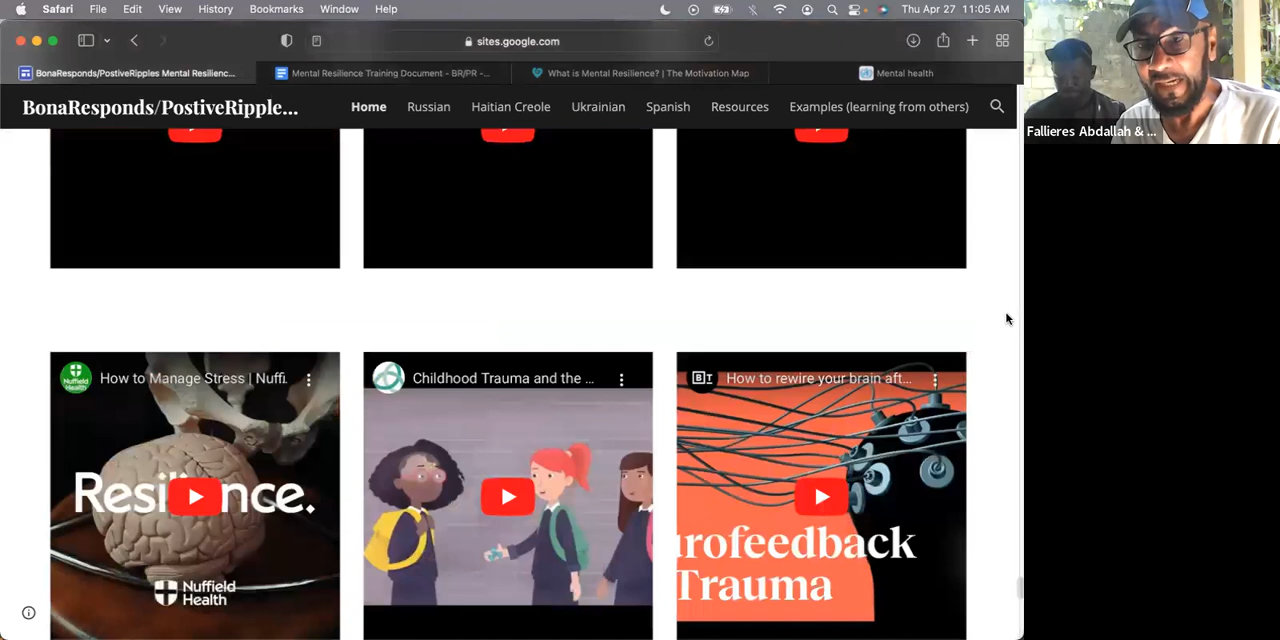 Safari File Edit View History Bookmarks Window Help Thu Apr 27 11:05 AM
sites.google.com
BonaResponds/PostiveRipples Mental Resilienc... Mental Resilience Training Document - BR/PR -... What is Mental Resilience? | The Motivation Map Mental health
BonaResponds/PostiveRipple... Home Russian Haitian Creole Ukrainian Spanish Resources Examples (learning from others)
Fallieres Abdallah & ...
Nuffield Health How to Manage Stress | Nuffi
Childhood Trauma and the ...
How to rewire your brain aft...
Resilience.
Nuffield
Health
urofeedback
Trauma